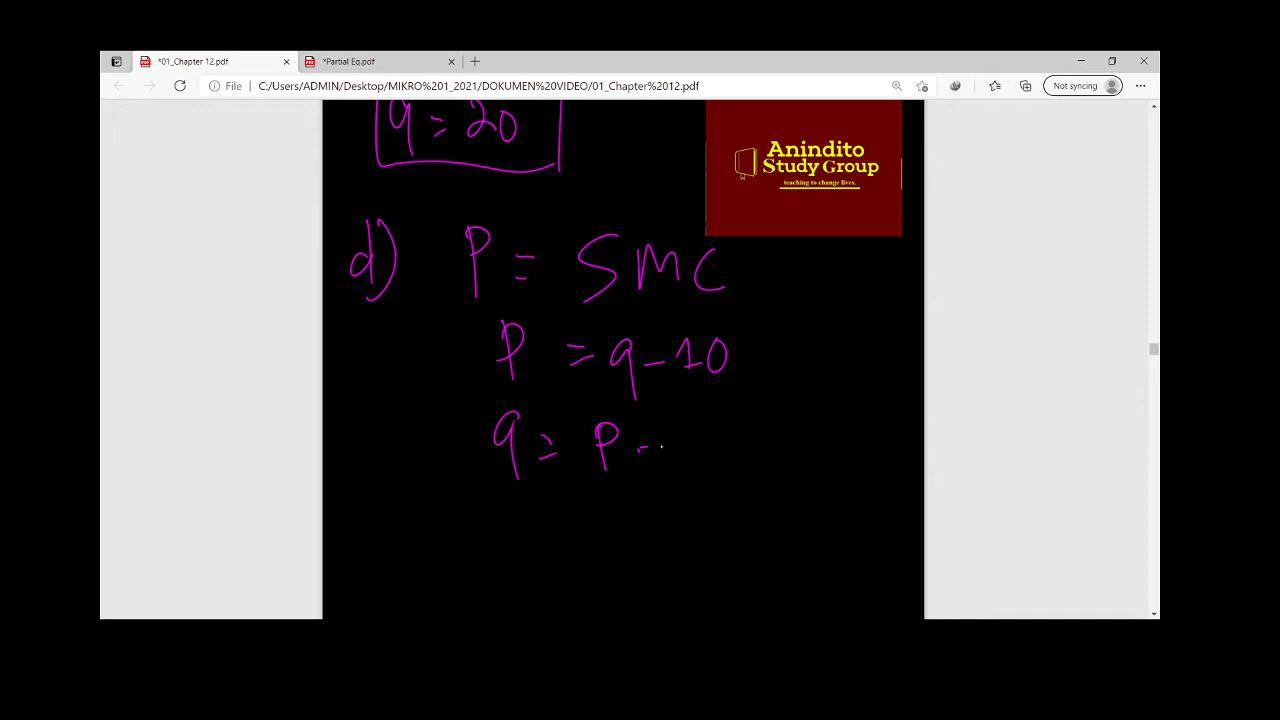 *01_Chapter 12.pdf
*Partial Eq.pdf
File
C:/Users/ADMIN/Desktop/MIKRO%201_2021/DOKUMEN%20VIDEO/01_Chapter%2012.pdf
Not syncing
q = 20
Anindito
Study Group
teaching to change lives.
d) P = SMC
P = q - 10
q = P -